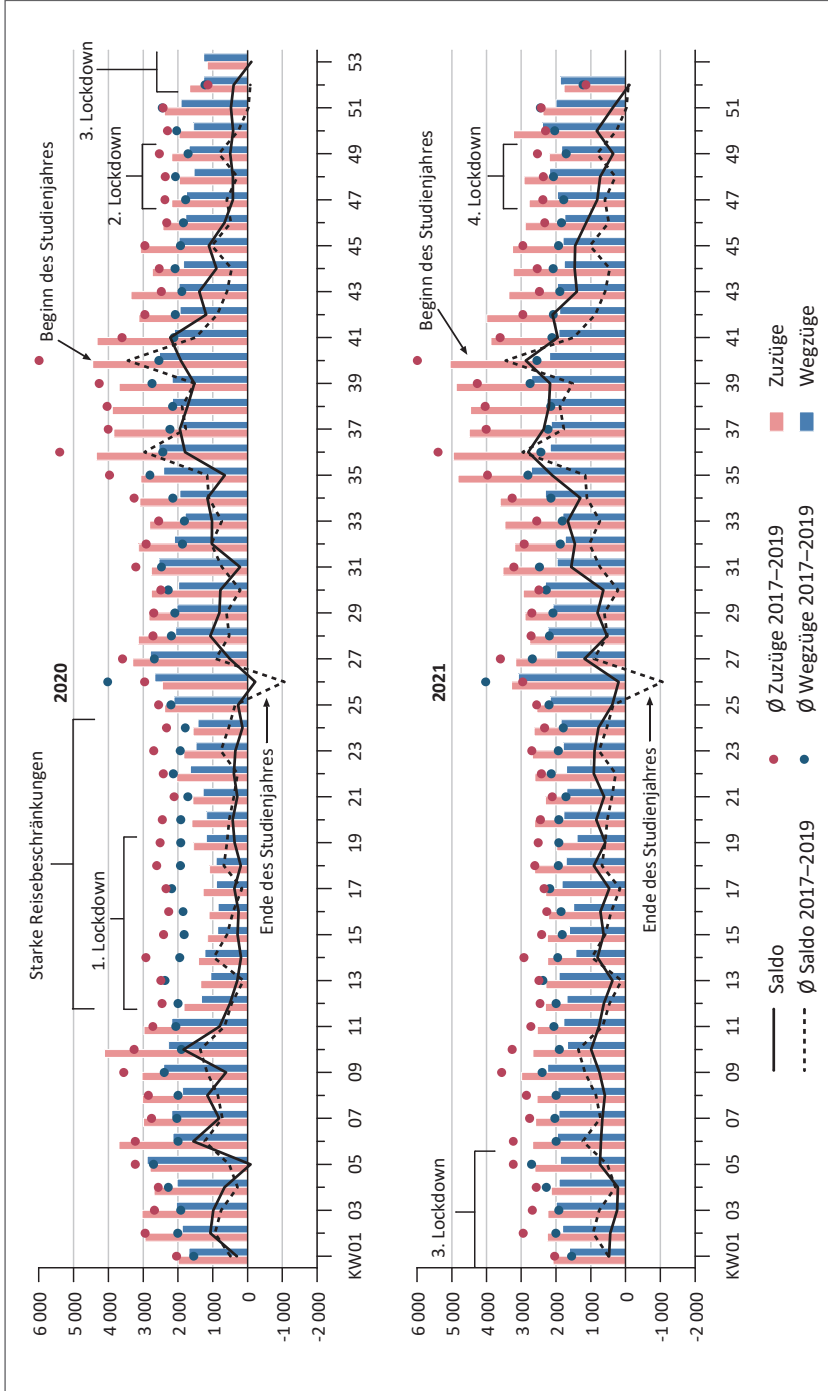 2020
Starke Reisebeschränkungen
1. Lockdown
Ende des Studienjahres
Beginn des Studienjahres
2. Lockdown
3. Lockdown
6 000
5 000
4 000
3 000
2 000
1 000
0
-1 000
-2 000
KW01 03 05 07 09 11 13 15 17 19 21 23 25 27 29 31 33 35 37 39 41 43 45 47 49 51 53
2021
3. Lockdown
Ende des Studienjahres
Beginn des Studienjahres
4. Lockdown
6 000
5 000
4 000
3 000
2 000
1 000
0
-1 000
-2 000
KW01 03 05 07 09 11 13 15 17 19 21 23 25 27 29 31 33 35 37 39 41 43 45 47 49 51
Saldo Ø Zuzüge 2017–2019 Zuzüge
Ø Saldo 2017–2019 Ø Wegzüge 2017–2019 Wegzüge